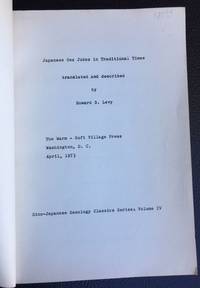 Japanese Sex Jokes in Traditional Times
translated and described
by
Howard S. Levy
The Warm - Soft Village Press
Washington, D. C.
April, 1973
Sino-Japanese Sexology Classics Series: Volume IV